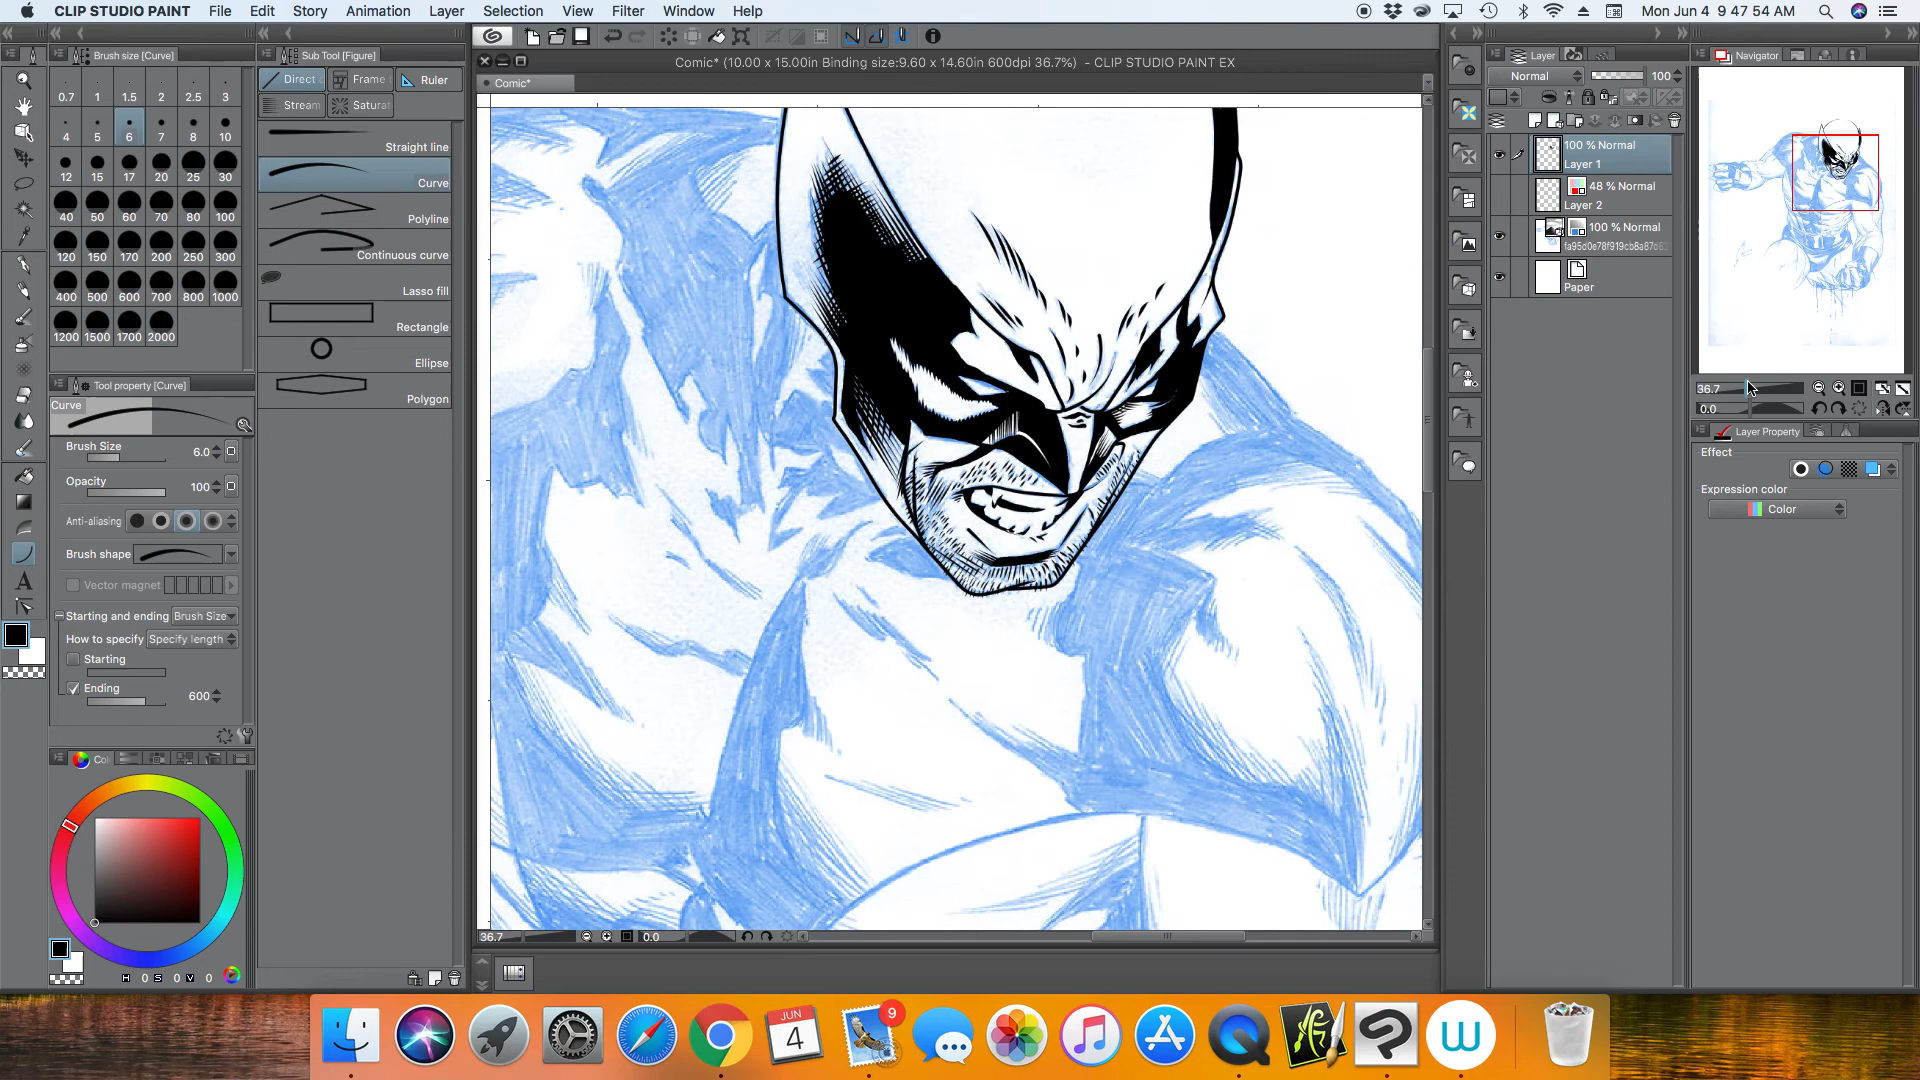 CLIP STUDIO PAINT File Edit Story Animation Layer Selection View Filter Window Help Mon Jun 4 9 47 54 AM
Brush size [Curve]
Sub Tool [Figure]
Layer
Navigator
Comic* (10.00 x 15.00in Binding size:9.60 x 14.60in 600dpi 36.7%) - CLIP STUDIO PAINT EX
Comic*
0.7 1 1.5 2 2.5 3
4 5 6 7 8 10
12 15 17 20 25 30
40 50 60 70 80 100
120 150 170 200 250 300
400 500 600 700 800 1000
1200 1500 1700 2000
Direct Frame Ruler
Stream Saturat
Straight line
Curve
Polyline
Continuous curve
Lasso fill
Rectangle
Ellipse
Polygon
Tool property [Curve]
Curve
Brush Size 6.0
Opacity 100
Anti-aliasing
Brush shape
Vector magnet
Starting and ending Brush Size
How to specify Specify length
Starting
Ending 600
Col
H 0 S 0 V 0
36.7 0.0
Normal 100
100 % Normal
Layer 1
48 % Normal
Layer 2
100 % Normal
fa95d0e78f919cb8a87d8
Paper
36.7
0.0
Layer Property
Effect
Expression color
Color
JUN
4
9
W